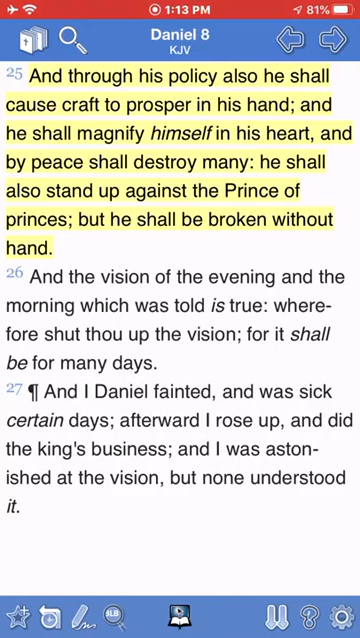 1:13 PM 81%
Daniel 8
KJV
25 And through his policy also he shall
cause craft to prosper in his hand; and
he shall magnify himself in his heart, and
by peace shall destroy many: he shall
also stand up against the Prince of
princes; but he shall be broken without
hand.
26 And the vision of the evening and the
morning which was told is true: where-
fore shut thou up the vision; for it shall
be for many days.
27 ¶ And I Daniel fainted, and was sick
certain days; afterward I rose up, and did
the king's business; and I was aston-
ished at the vision, but none understood
it.
BLB